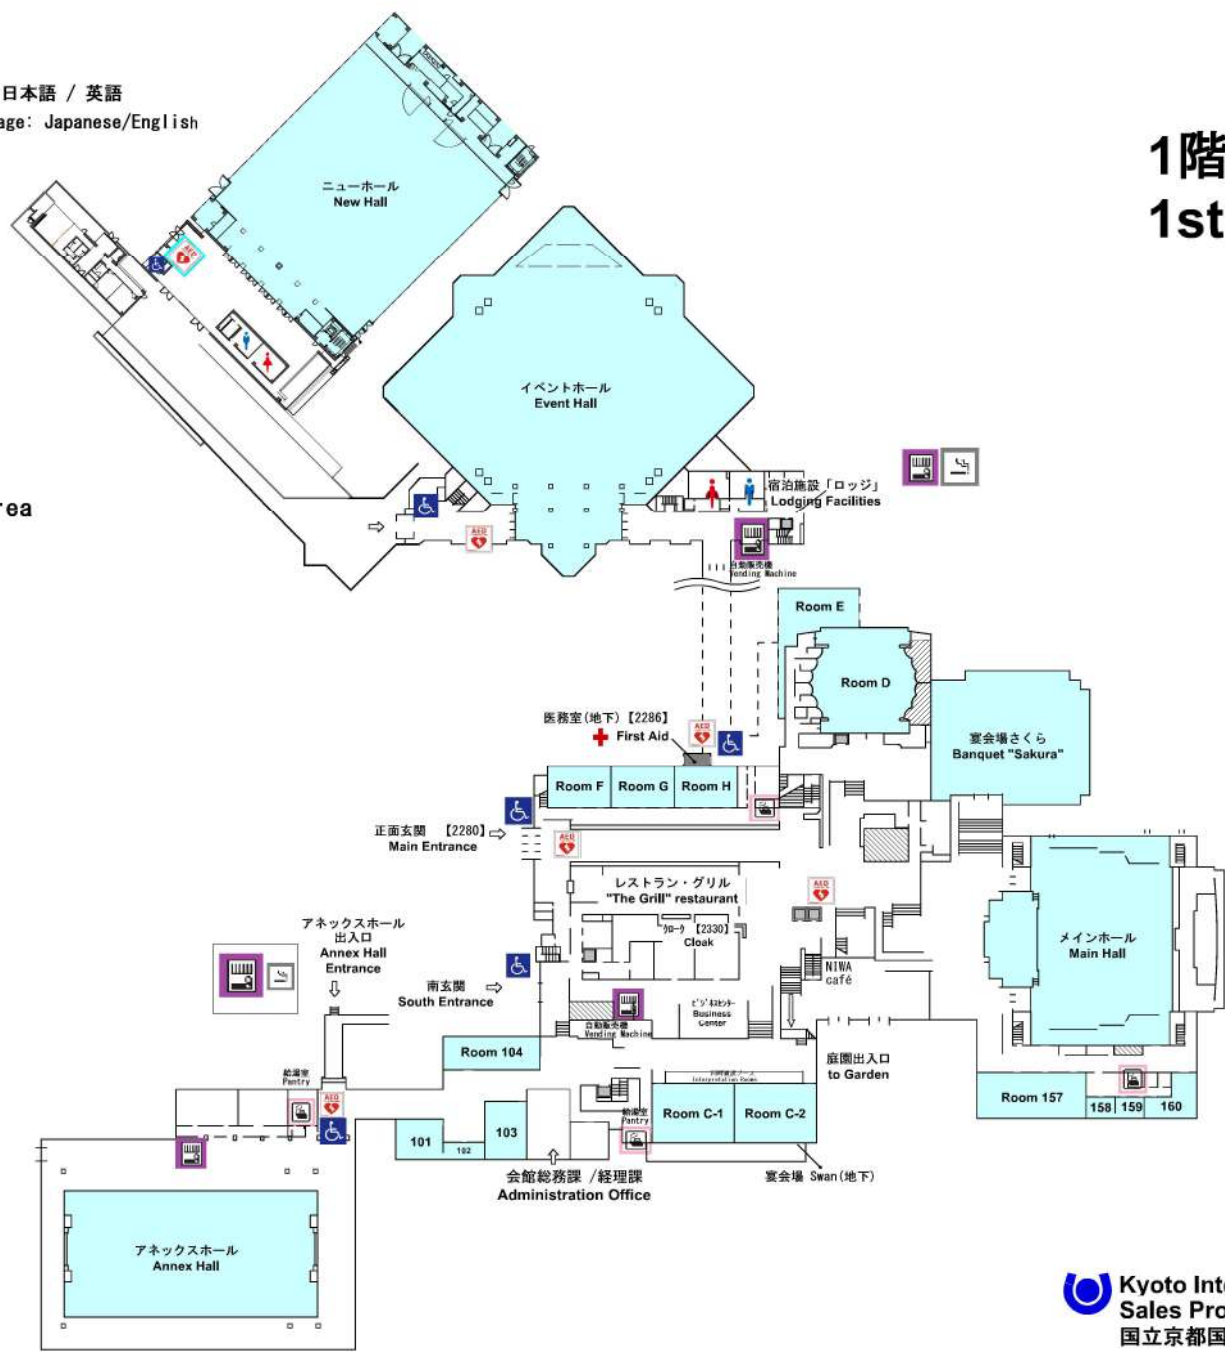 日本語 / 英語
age: Japanese/English
1階
1st
ニューホール
New Hall
AED
イベントホール
Event Hall
rea
宿泊施設「ロッジ」
Lodging Facilities
AED
自動販売機
Vending Machine
Room E
Room D
医務室(地下)【2286】
First Aid
AED
宴会場さくら
Banquet "Sakura"
Room F
Room G
Room H
正面玄関 【2280】
Main Entrance
AED
レストラン・グリル
"The Grill" restaurant
AED
クローク 【2330】
Cloak
アネックスホール
出入口
Annex Hall
Entrance
メインホール
Main Hall
NIWA
café
南玄関
South Entrance
ビジネスセンター
Business
Center
自動販売機
Vending Machine
Room 104
庭園出入口
to Garden
Interpretation Rooms
給湯室
Pantry
AED
Room 157
158
159
160
給湯室
Pantry
Room C-1
Room C-2
101
102
103
会館総務課 /経理課
Administration Office
宴会場 Swan(地下)
アネックスホール
Annex Hall
Kyoto Inte
Sales Pro
国立京都国